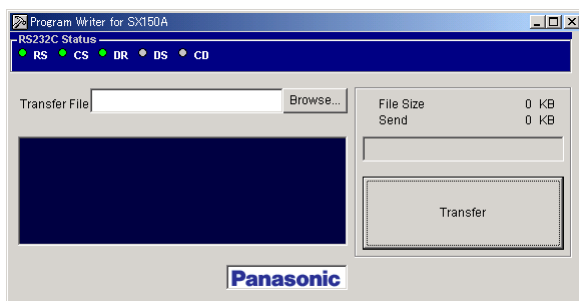 Program Writer for SX150A
RS232C Status
RS CS DR DS CD
Transfer File
Browse...
File Size 0 KB
Send 0 KB
Transfer
Panasonic